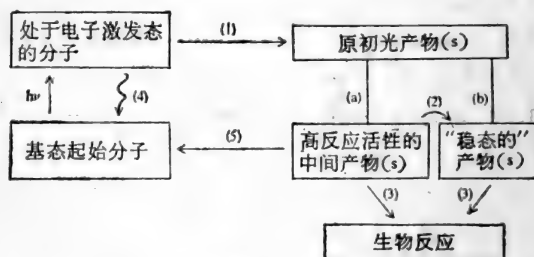 处于电子激发态
的分子
(1)
原初光产物(s)
hν
(4)
(a)
(2)
(b)
基态起始分子
(5)
高反应活性的
中间产物(s)
"稳态的"
产物(s)
(3)
(3)
生物反应